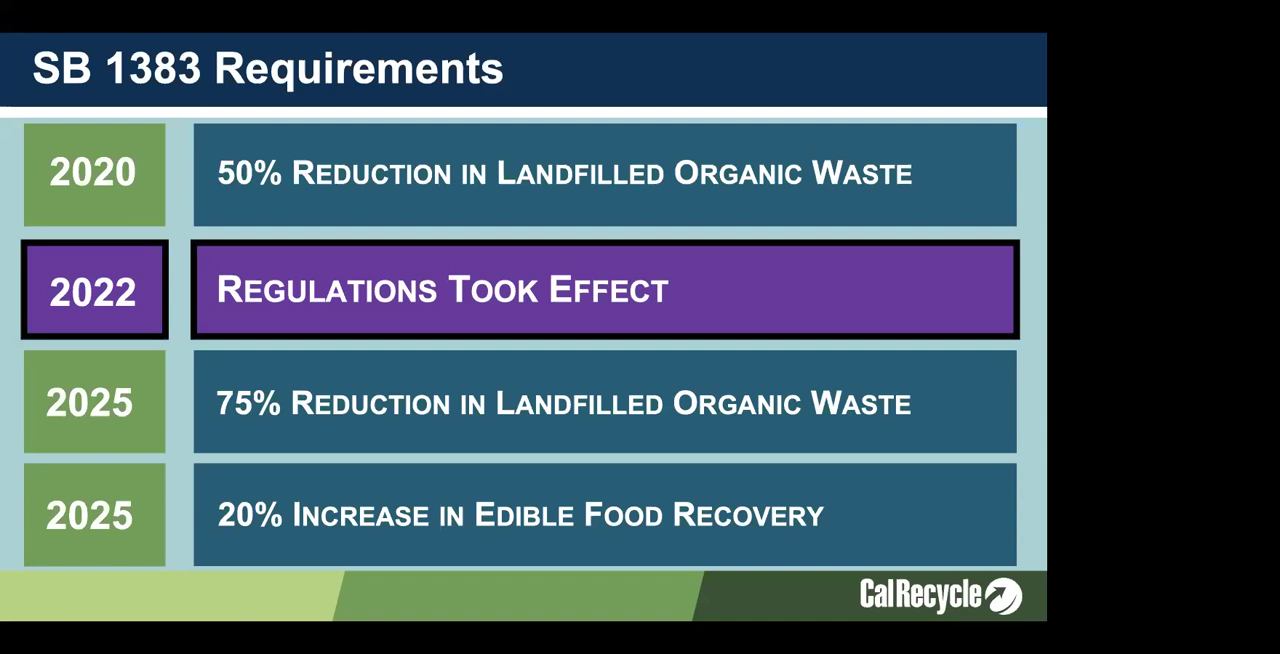 SB 1383 Requirements
2020
50% REDUCTION IN LANDFILLED ORGANIC WASTE
2022
REGULATIONS TOOK EFFECT
2025
75% REDUCTION IN LANDFILLED ORGANIC WASTE
2025
20% INCREASE IN EDIBLE FOOD RECOVERY
CalRecycle